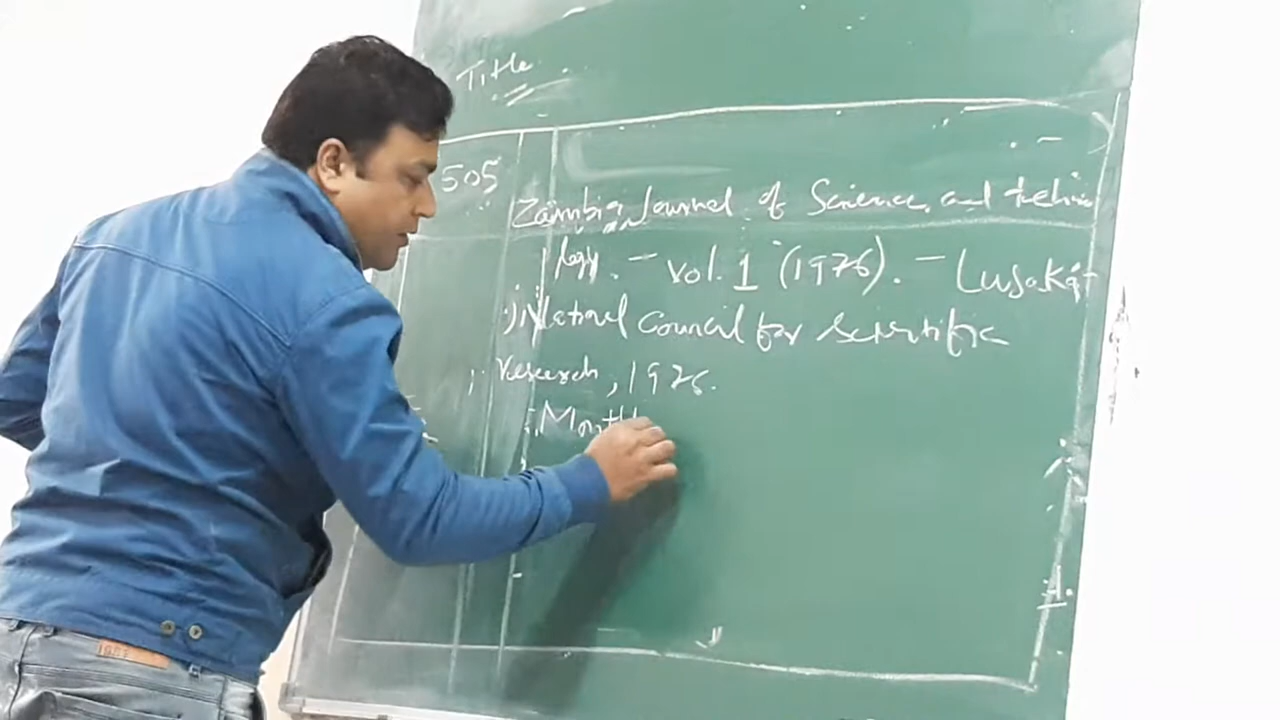 Title
505
Zambia Journal of Science and techno
logy. - vol. 1 (1976). - Lusaka:
National Council for Scientific
research, 1976.
Month